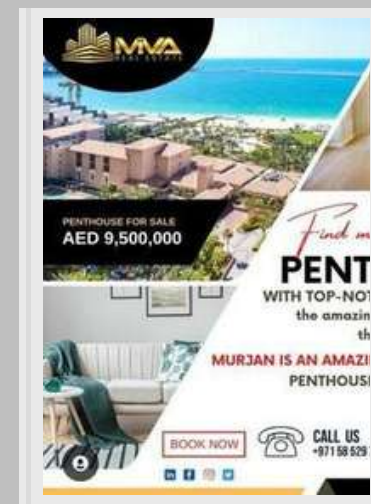 MVA
REAL ESTATE
PENTHOUSE FOR SALE
AED 9,500,000
Find m
PENT
WITH TOP-NOT
the amazin
th
MURJAN IS AN AMAZI
PENTHOUS
BOOK NOW
CALL US
+971 58 529